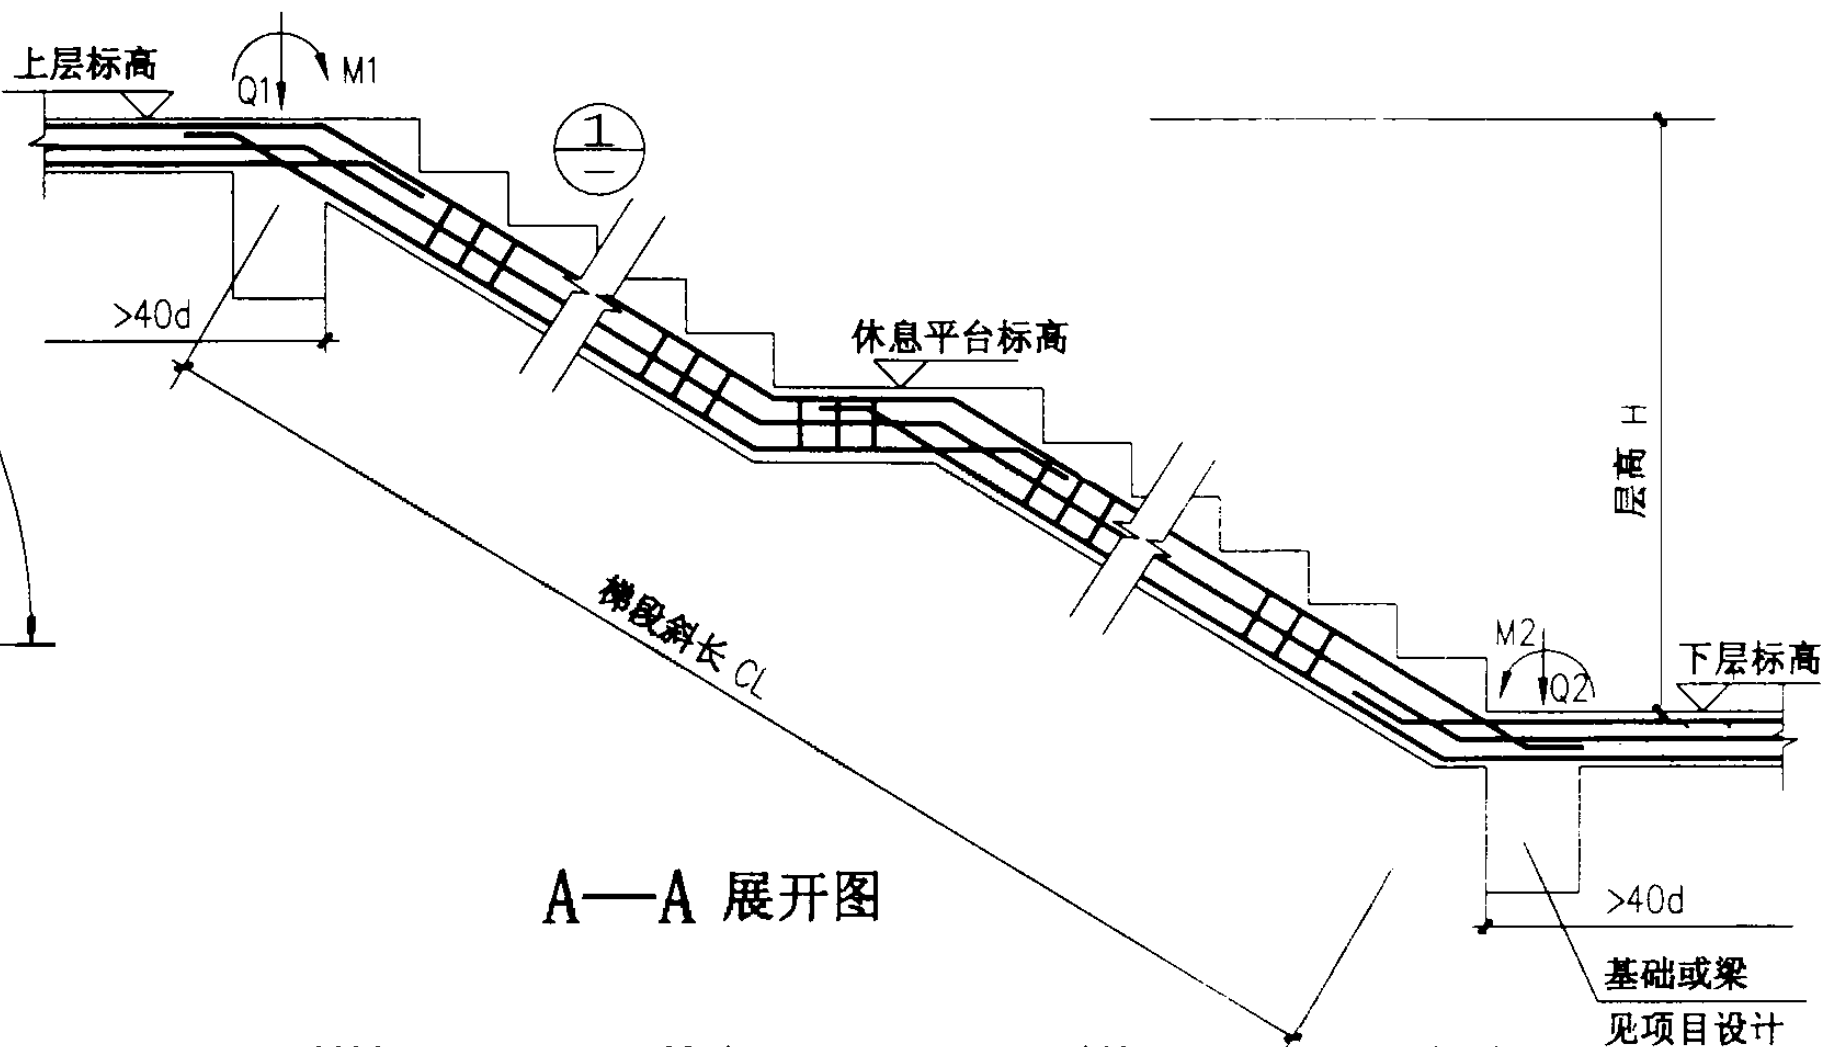 上层标高
Q1
M1
1
>40d
休息平台标高
层高 H
梯段斜长 CL
M2
Q2
下层标高
A—A 展开图
>40d
基础或梁
见项目设计